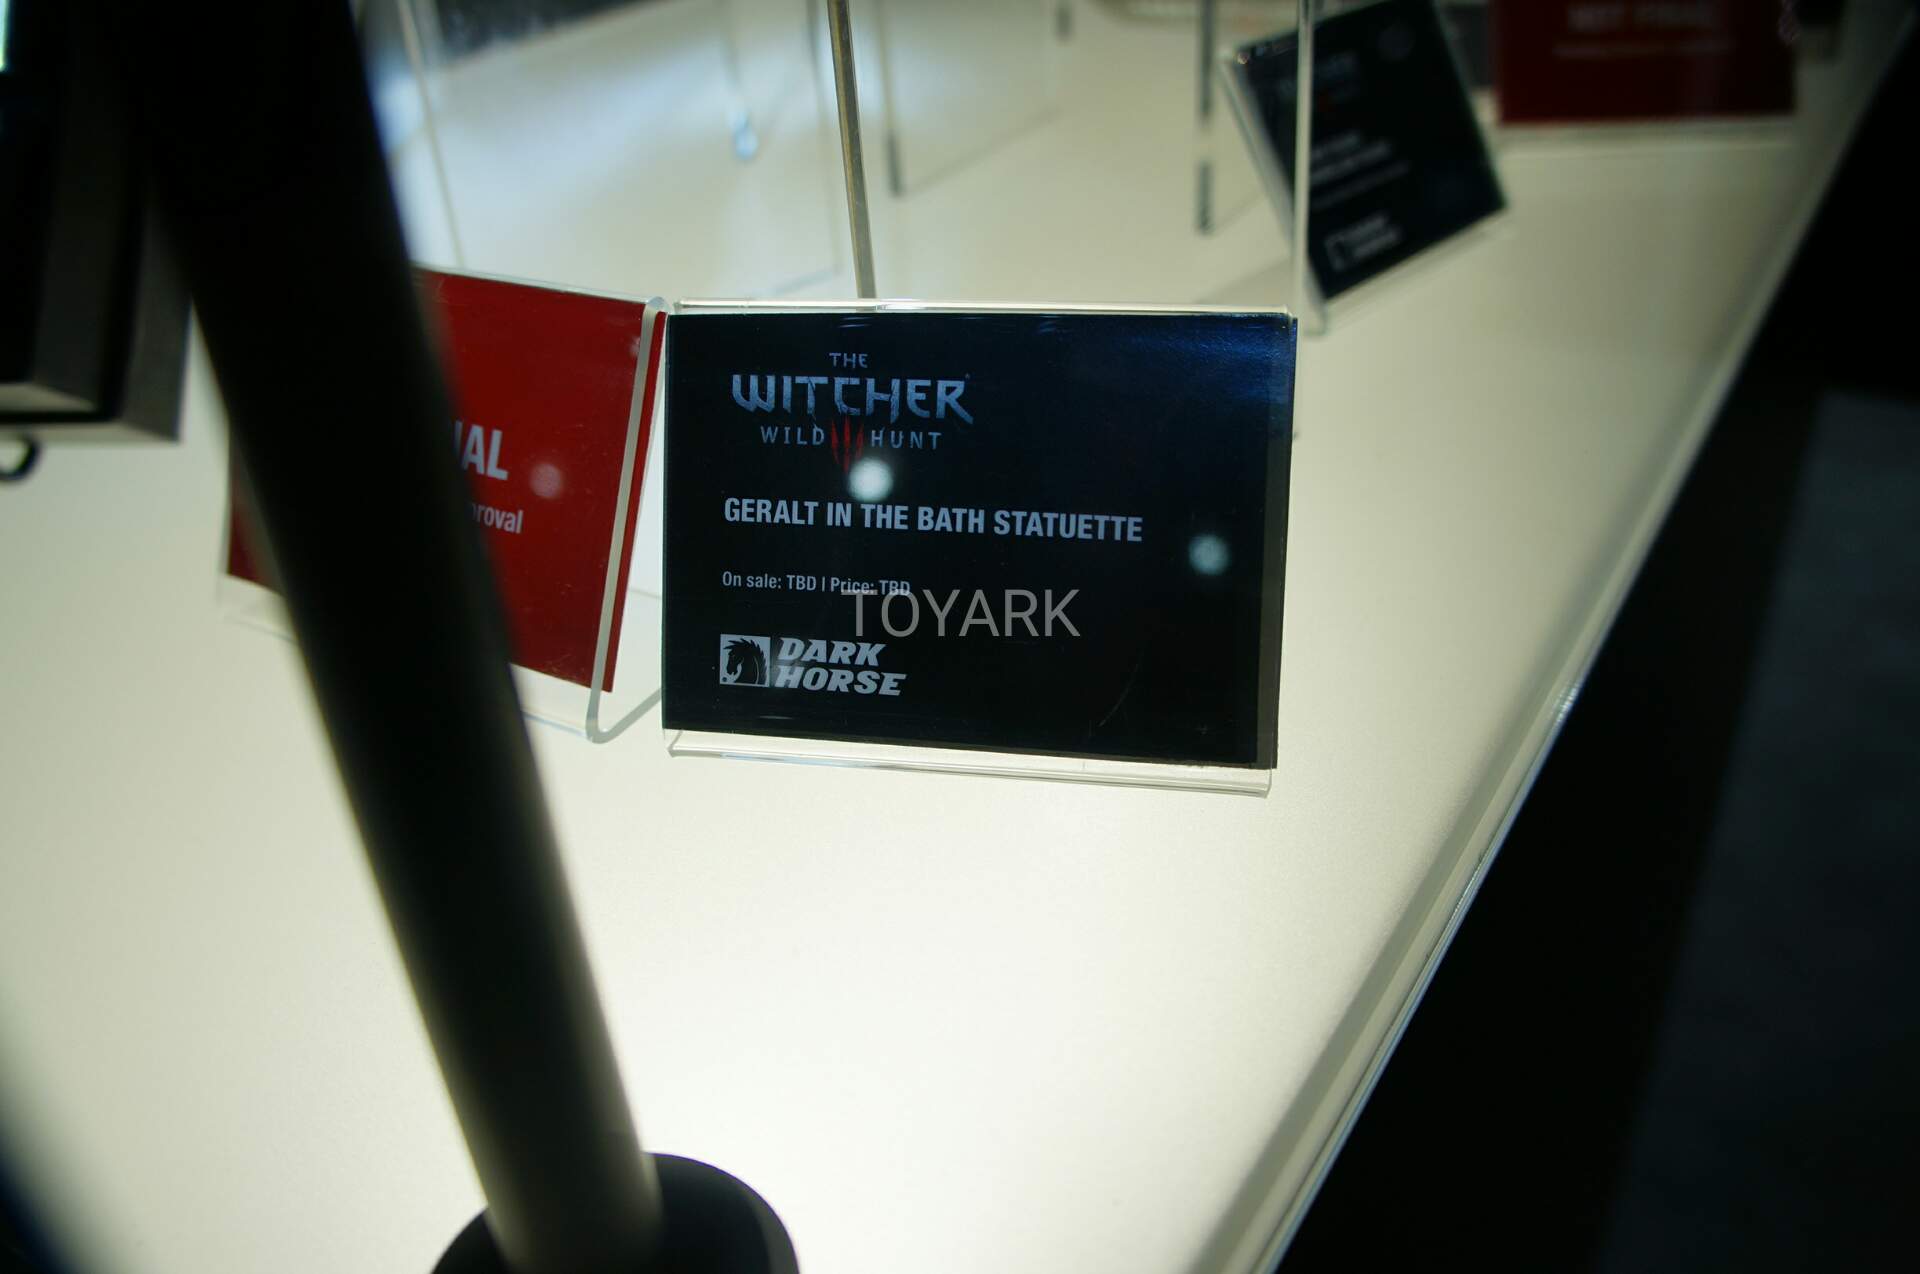 THE
WITCHER
WILD HUNT
GERALT IN THE BATH STATUETTE
On sale: TBD | Price: TBD
TOYARK
DARK
HORSE